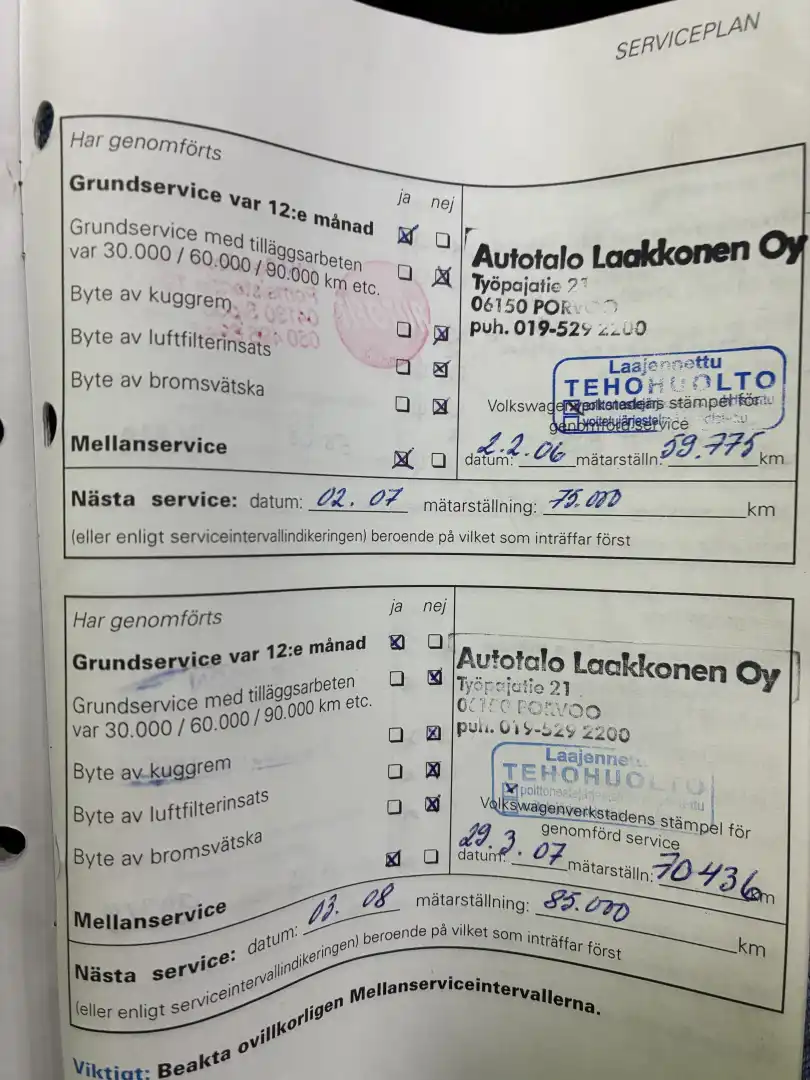 SERVICEPLAN
Har genomförts
ja nej
Grundservice var 12:e månad
Grundservice med tilläggsarbeten
var 30.000 / 60.000 / 90.000 km etc.
Byte av kuggrem
Byte av luftfilterinsats
Byte av bromsvätska
Mellanservice
Autotalo Laakkonen Oy
Työpajatie 21
06150 PORVOO
puh. 019-529 2200
Laajennettu
TEHOHUOLTO
Volkswagenverkstadens stämpel för
genomförd service
datum: 2.2.06 mätarställn: 59.775 km
Nästa service: datum: 02. 07 mätarställning: 75.000 km
(eller enligt serviceintervallindikeringen) beroende på vilket som inträffar först
Har genomförts
ja nej
Grundservice var 12:e månad
Grundservice med tilläggsarbeten
var 30.000 / 60.000 / 90.000 km etc.
Byte av kuggrem
Byte av luftfilterinsats
Byte av bromsvätska
Mellanservice
Autotalo Laakkonen Oy
Työpajatie 21
06150 PORVOO
puh. 019-529 2200
Laajennettu
TEHOHUOLTO
Volkswagenverkstadens stämpel för
genomförd service
datum: 29.3.07 mätarställn: 70436 km
Nästa service: datum: 03. 08 mätarställning: 85.000 km
(eller enligt serviceintervallindikeringen) beroende på vilket som inträffar först
Viktigt: Beakta ovillkorligen Mellanserviceintervallerna.